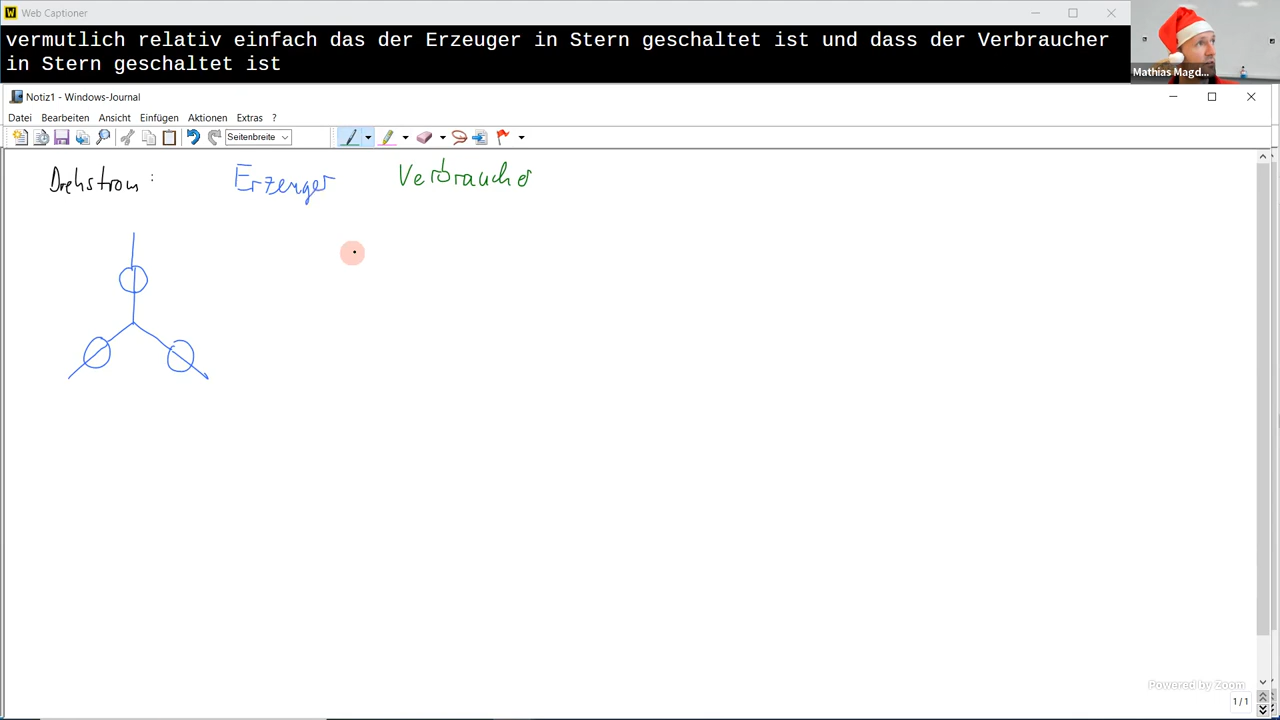 Web Captioner
vermutlich relativ einfach das der Erzeuger in Stern geschaltet ist und dass der Verbraucher
in Stern geschaltet ist
Mathias Magd...
Notiz1 - Windows-Journal
Datei Bearbeiten Ansicht Einfügen Aktionen Extras ?
Seitenbreite
Drehstrom: Erzeuger Verbraucher
Powered by Zoom
1/1